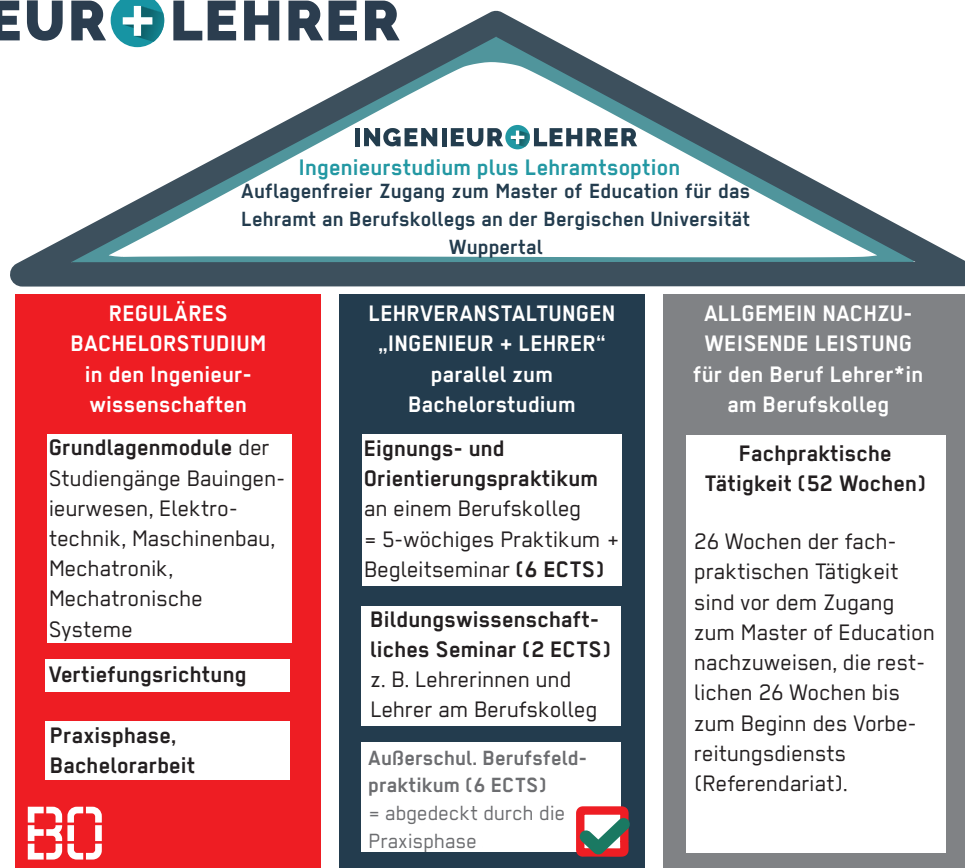 EUR+LEHRER
INGENIEUR+LEHRER
Ingenieurstudium plus Lehramtsoption
Auflagenfreier Zugang zum Master of Education für das
Lehramt an Berufskollegs an der Bergischen Universität
Wuppertal
REGULÄRES
BACHELORSTUDIUM
in den Ingenieur-
wissenschaften
Grundlagenmodule der
Studiengänge Bauingen-
ieurwesen, Elektro-
technik, Maschinenbau,
Mechatronik,
Mechatronische
Systeme
Vertiefungsrichtung
Praxisphase,
Bachelorarbeit
BO
LEHRVERANSTALTUNGEN
„INGENIEUR + LEHRER“
parallel zum
Bachelorstudium
Eignungs- und
Orientierungspraktikum
an einem Berufskolleg
= 5-wöchiges Praktikum +
Begleitseminar (6 ECTS)
Bildungswissenschaft-
liches Seminar (2 ECTS)
z. B. Lehrerinnen und
Lehrer am Berufskolleg
Außerschul. Berufsfeld-
praktikum (6 ECTS)
= abgedeckt durch die
Praxisphase
ALLGEMEIN NACHZU-
WEISENDE LEISTUNG
für den Beruf Lehrer*in
am Berufskolleg
Fachpraktische
Tätigkeit (52 Wochen)
26 Wochen der fach-
praktischen Tätigkeit
sind vor dem Zugang
zum Master of Education
nachzuweisen, die rest-
lichen 26 Wochen bis
zum Beginn des Vorbe-
reitungsdiensts
(Referendariat).